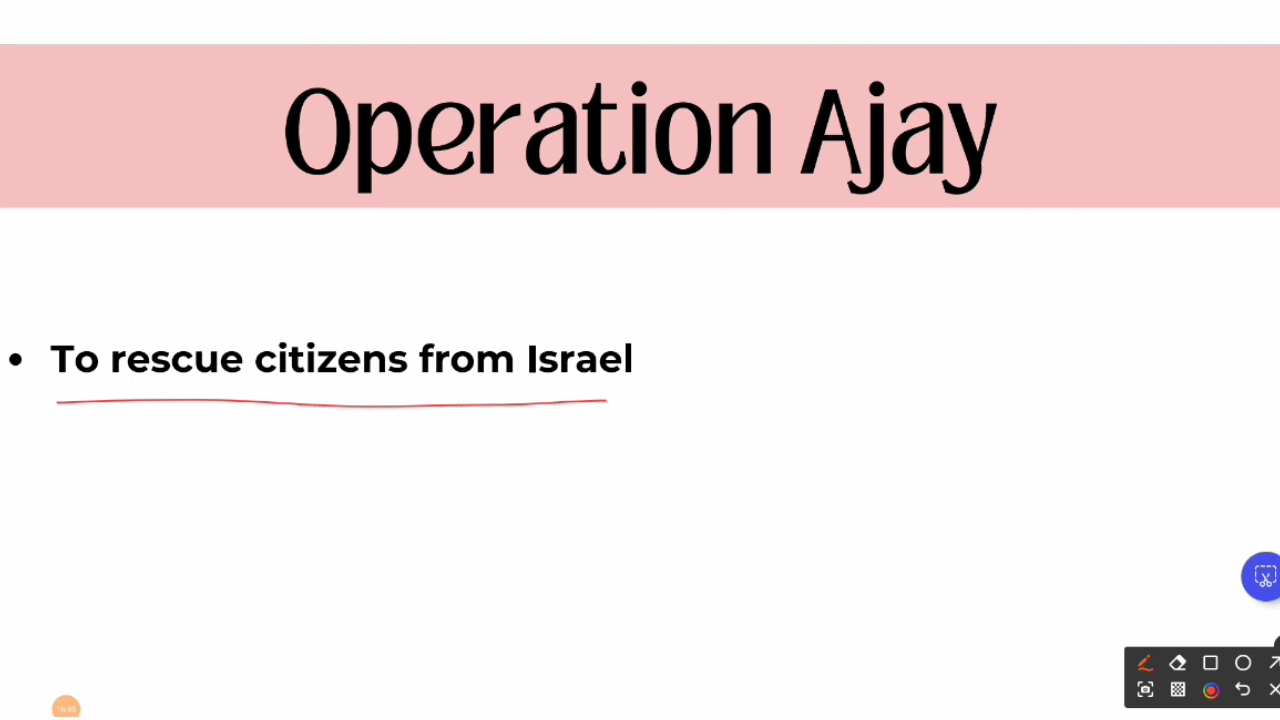 Operation Ajay
• To rescue citizens from Israel